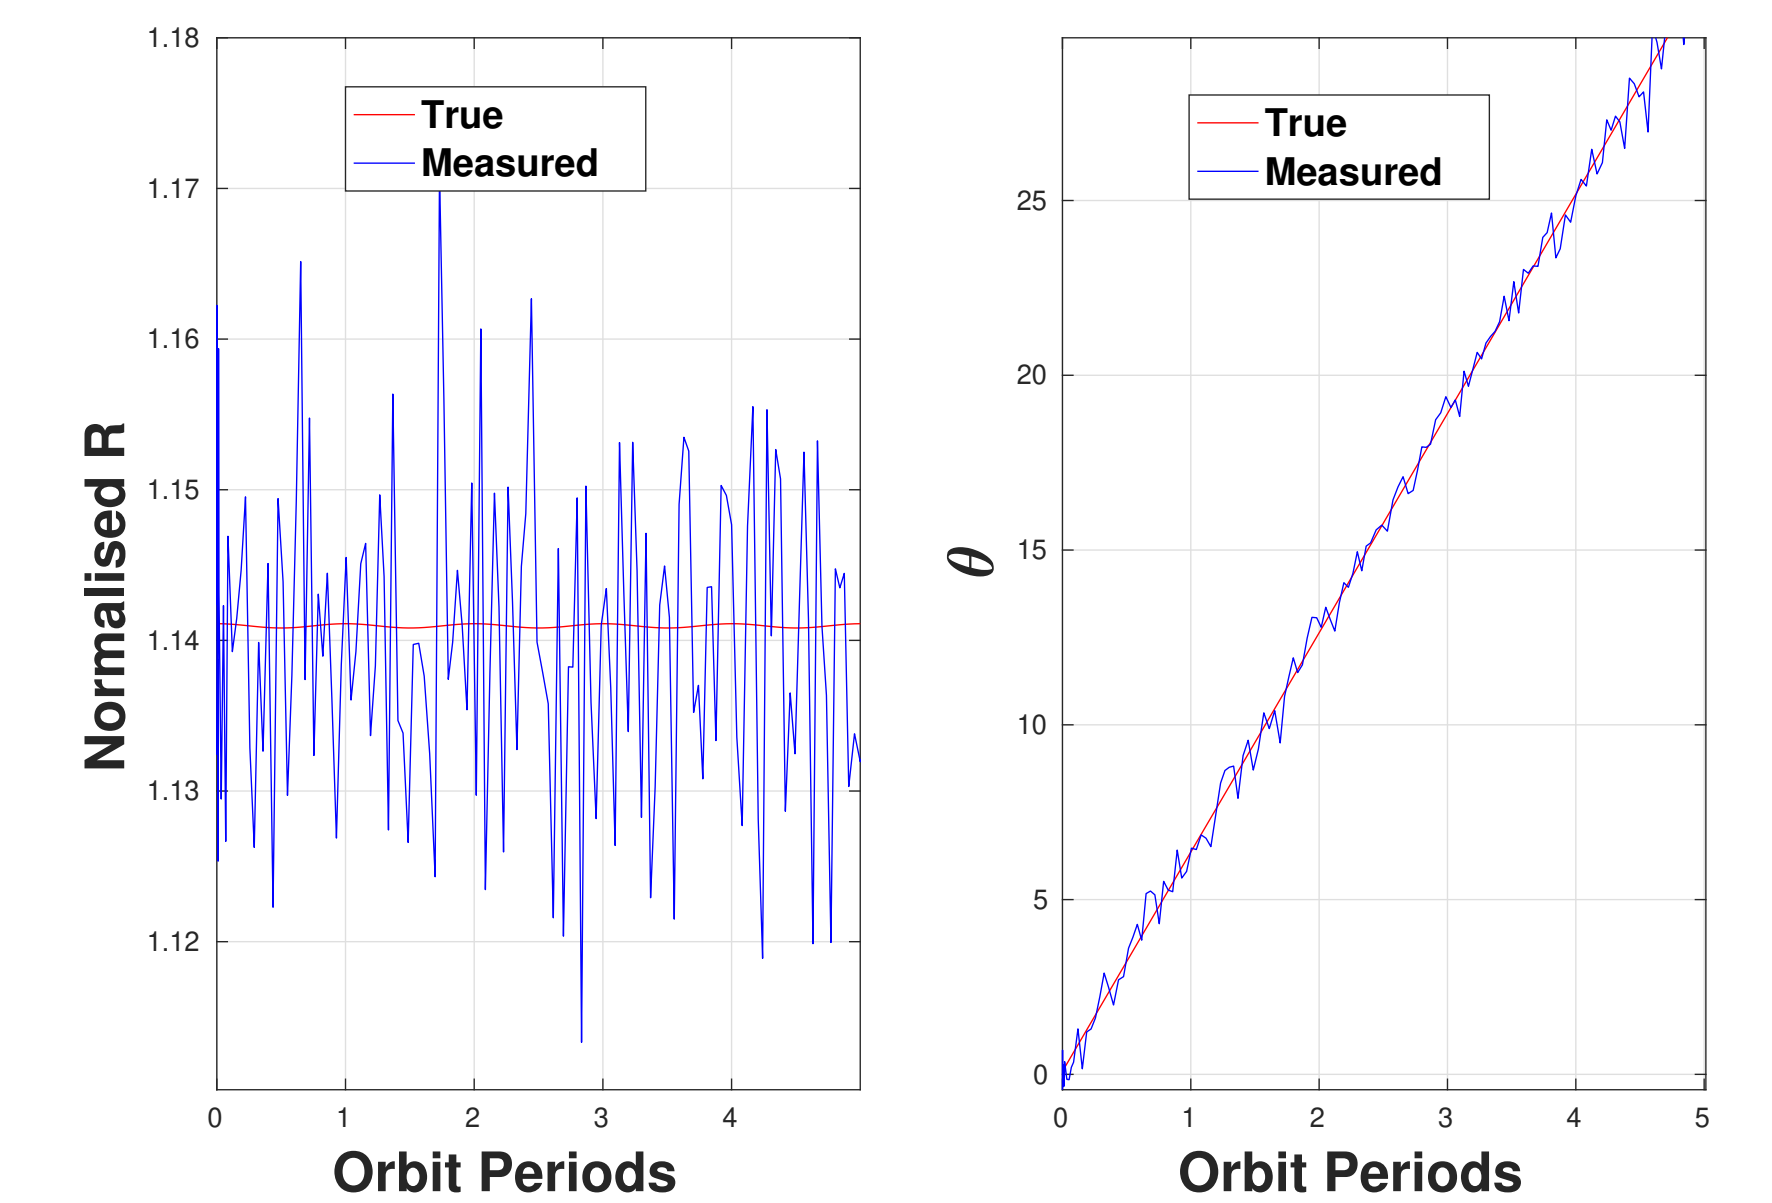 Normalised R
1.18
1.17
1.16
1.15
1.14
1.13
1.12
True
Measured
0 1 2 3 4
Orbit Periods
θ
25
20
15
10
5
0
True
Measured
0 1 2 3 4 5
Orbit Periods